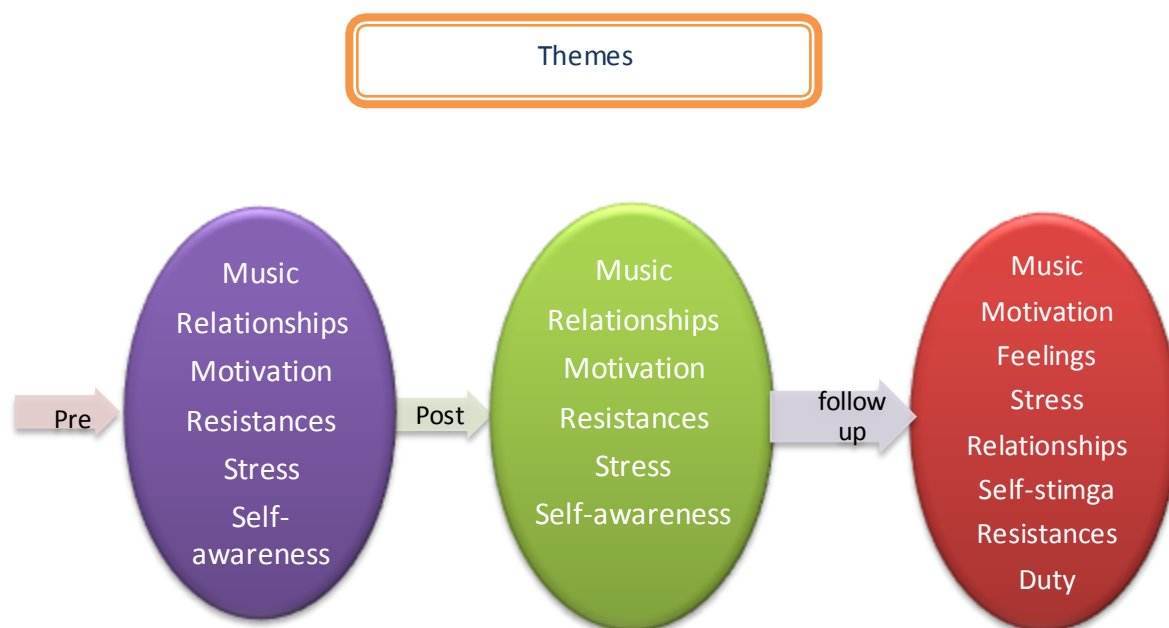 Themes
Pre
Music
Relationships
Motivation
Resistances
Stress
Self-
awareness
Post
Music
Relationships
Motivation
Resistances
Stress
Self-awareness
follow
up
Music
Motivation
Feelings
Stress
Relationships
Self-stimga
Resistances
Duty